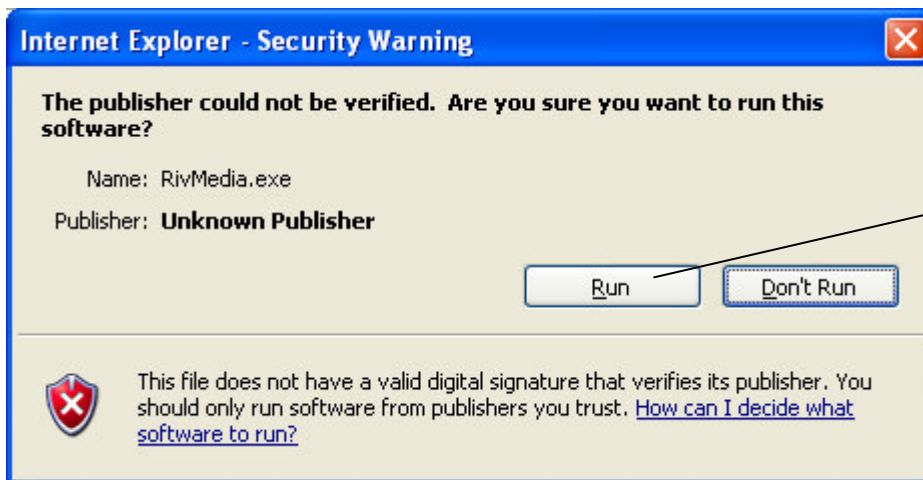 Internet Explorer - Security Warning
The publisher could not be verified. Are you sure you want to run this
software?
Name: RivMedia.exe
Publisher: Unknown Publisher
Run Don't Run
This file does not have a valid digital signature that verifies its publisher. You
should only run software from publishers you trust. How can I decide what
software to run?